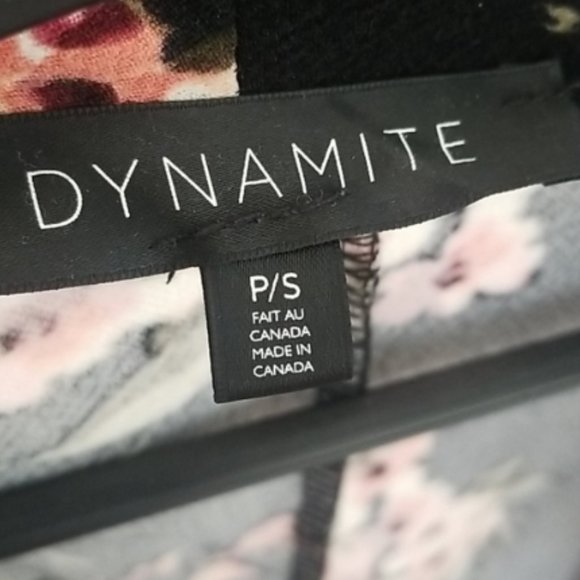 DYNAMITE
P/S
FAIT AU
CANADA
MADE IN
CANADA